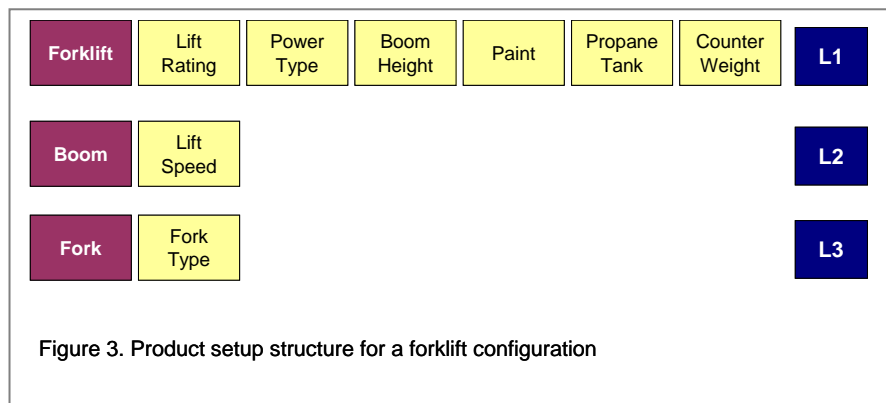 Forklift
Lift
Rating
Power
Type
Boom
Height
Paint
Propane
Tank
Counter
Weight
L1
Boom
Lift
Speed
L2
Fork
Fork
Type
L3
Figure 3. Product setup structure for a forklift configuration